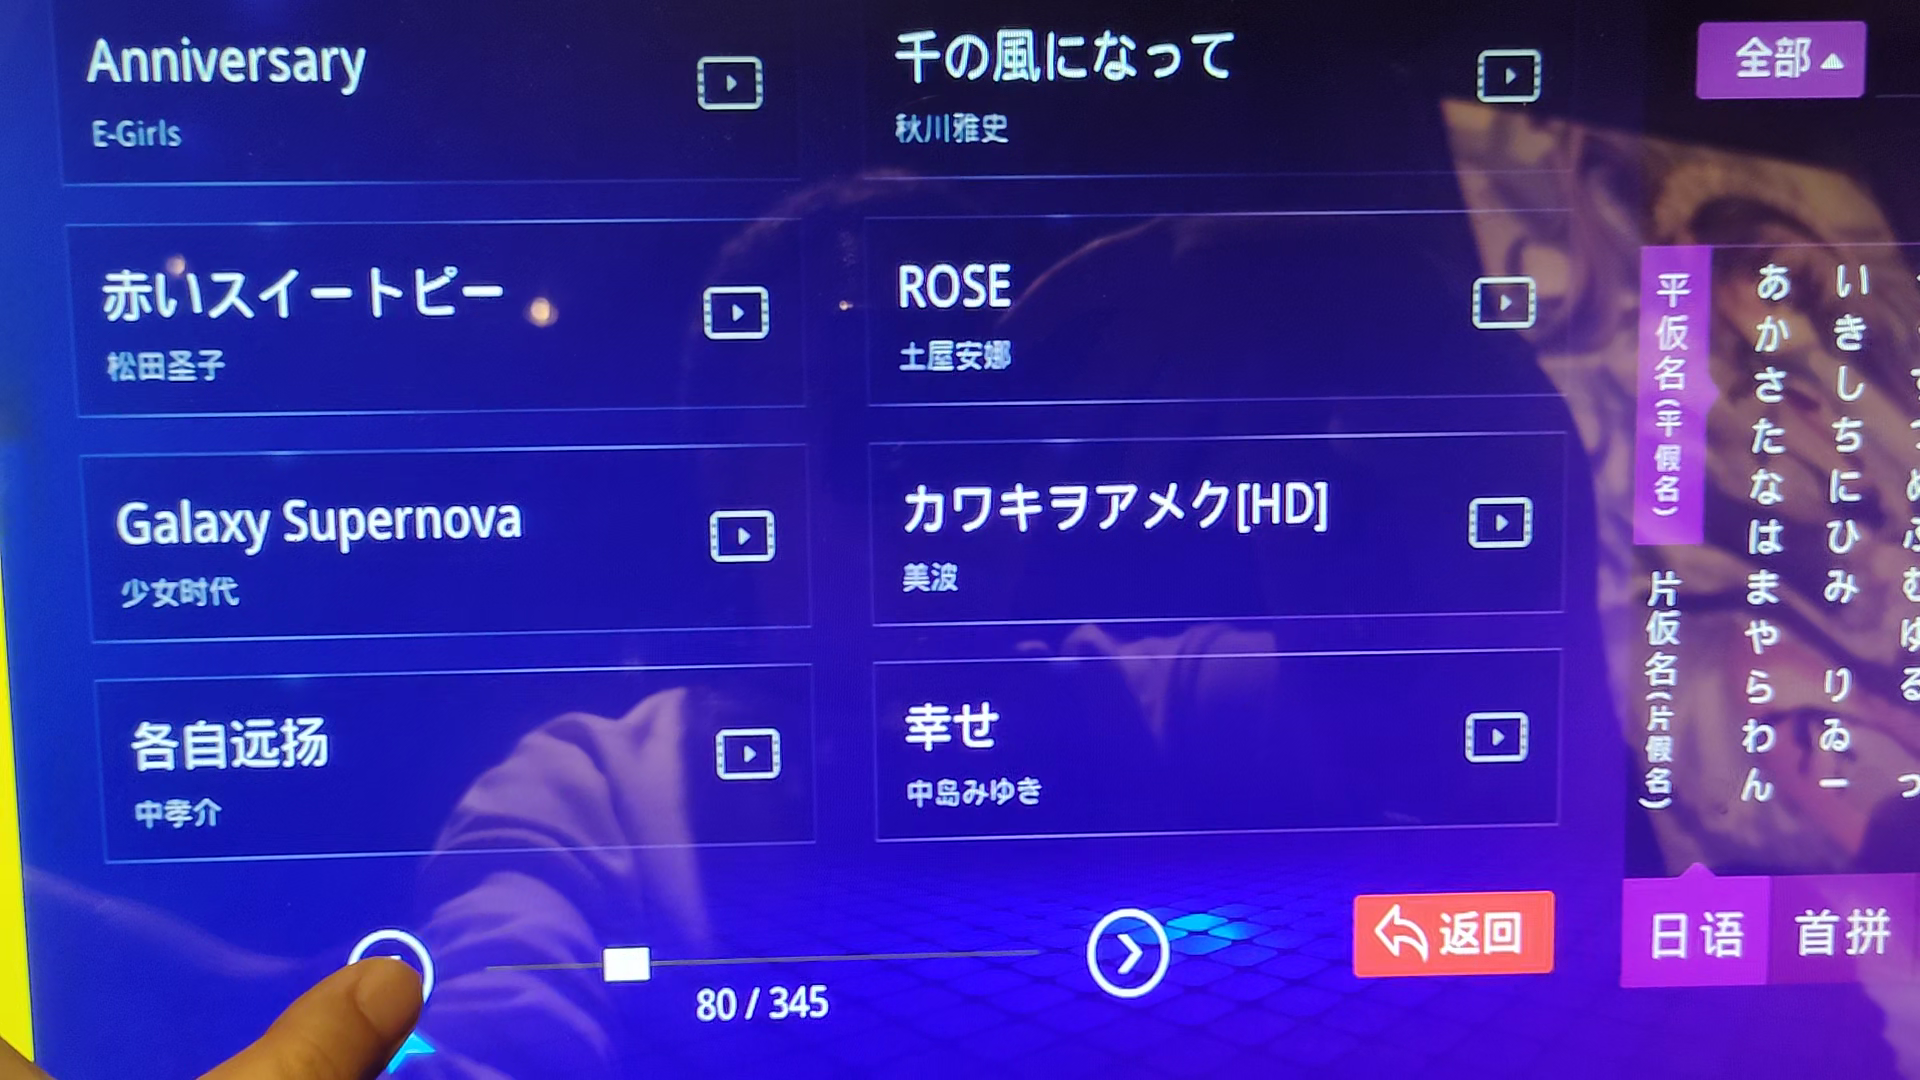 Anniversary
E-Girls
千の風になって
秋川雅史
赤いスイートピー
松田圣子
ROSE
土屋安娜
Galaxy Supernova
少女时代
カワキヲアメク[HD]
美波
各自远扬
中孝介
幸せ
中岛みゆき
80 / 345
返回
全部
平仮名(平假名)
片仮名(片假名)
あかさたなはまやらわん
いきしちにひみ りゐー
日语
首拼